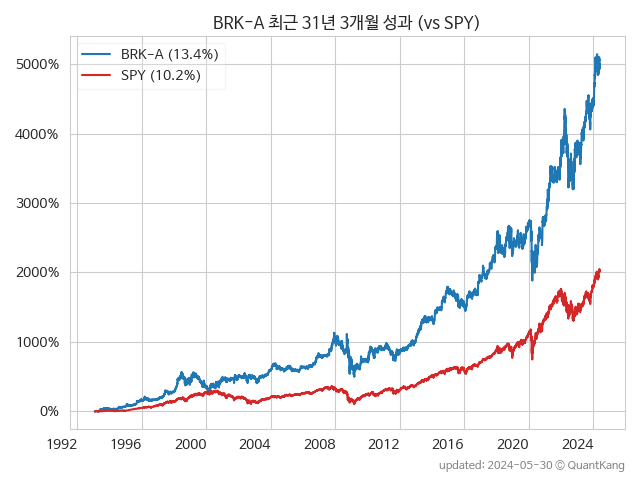 BRK-A 최근 31년 3개월 성과 (vs SPY)
BRK-A (13.4%)
SPY (10.2%)
5000%
4000%
3000%
2000%
1000%
0%
1992 1996 2000 2004 2008 2012 2016 2020 2024
updated: 2024-05-30 © QuantKang